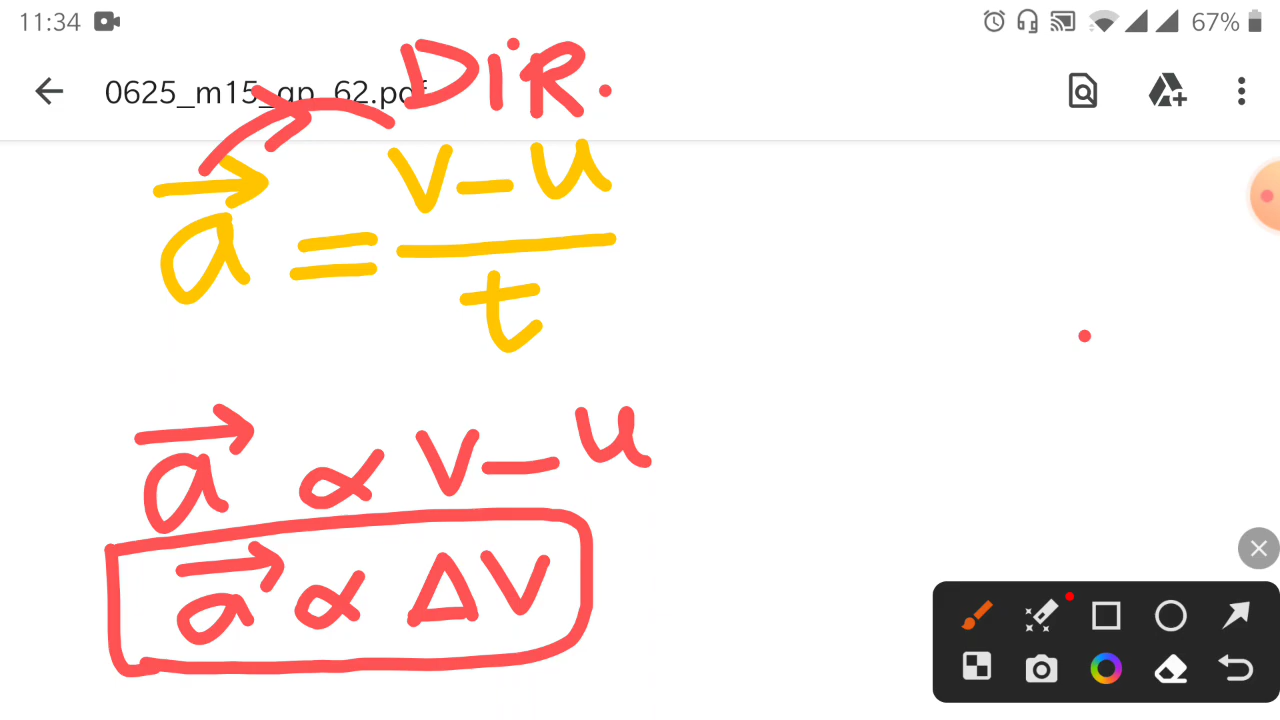 11:34 67%
DIR.
0625_m15_qp_62.pdf
a = v-u
t
a ∝ v-u
a ∝ Δv